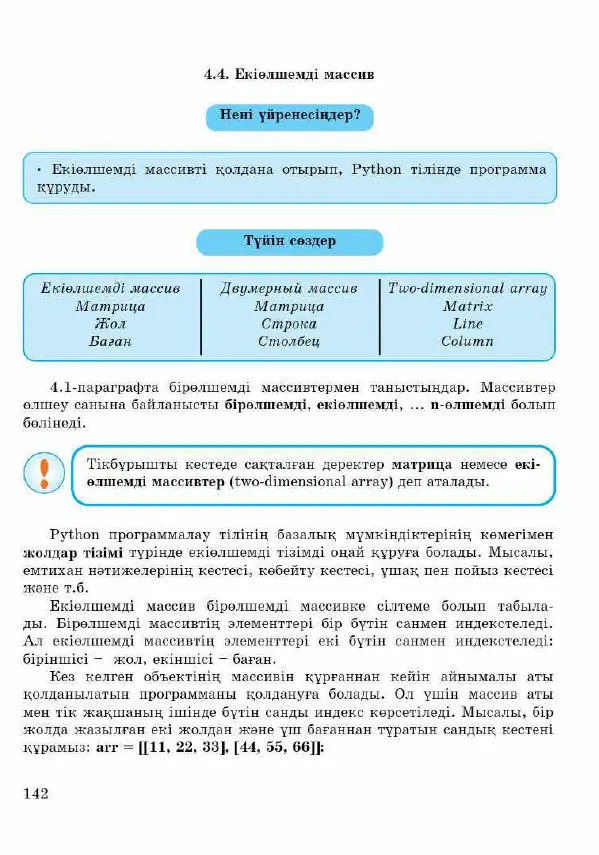 4.4. Екіөлшемді массив
Нені үйренесіңдер?
· Екіөлшемді массивті қолдана отырып, Python тілінде программа
құруды.
Түйін сөздер
Екіөлшемді массив Двумерный массив Two-dimensional array
Матрица Матрица Matrix
Жол Строка Line
Баған Столбец Column
4.1-параграфта бірөлшемді массивтермен таныстыңдар. Массивтер
өлшеу санына байланысты бірөлшемді, екіөлшемді, ... n-өлшемді болып
бөлінеді.
Тікбұрышты кестеде сақталған деректер матрица немесе екі-
өлшемді массивтер (two-dimensional array) деп аталады.
Python программалау тілінің базалық мүмкіндіктерінің көмегімен
жолдар тізімі түрінде екіөлшемді тізімді оңай құруға болады. Мысалы,
емтихан нәтижелерінің кестесі, көбейту кестесі, ұшақ пен пойыз кестесі
және т.б.
Екіөлшемді массив бірөлшемді массивке сілтеме болып табыла-
ды. Бірөлшемді массивтің элементтері бір бүтін санмен индекстеледі.
Ал екіөлшемді массивтің элементтері екі бүтін санмен индекстеледі:
біріншісі – жол, екіншісі – баған.
Кез келген объектінің массивін құрғаннан кейін айнымалы аты
қолданылатын программаны қолдануға болады. Ол үшін массив аты
мен тік жақшаның ішінде бүтін санды индекс көрсетіледі. Мысалы, бір
жолда жазылған екі жолдан және үш бағаннан тұратын сандық кестені
құрамыз: arr = [[11, 22, 33], [44, 55, 66]]:
142